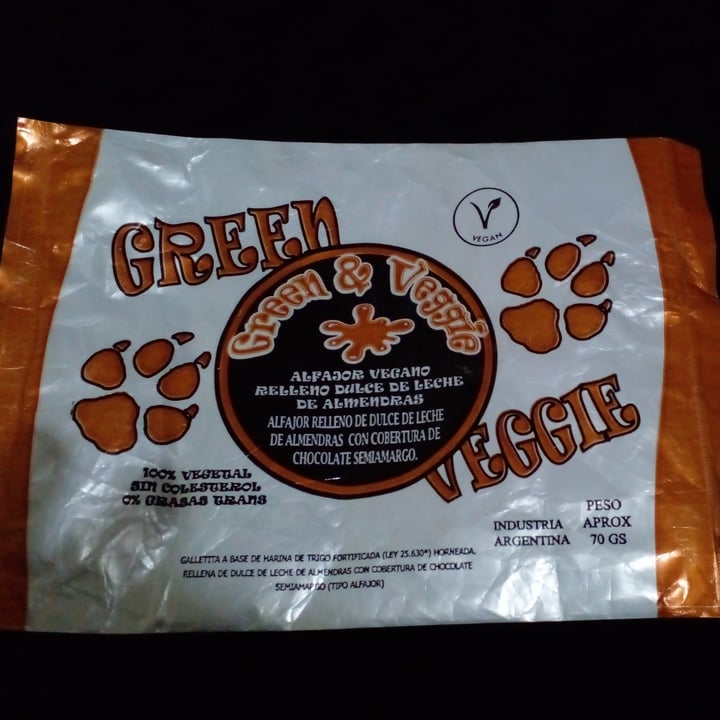 GREEN
VEGAN
Green & Veggie
ALFAJOR VEGANO
RELLENO DULCE DE LECHE
DE ALMENDRAS
ALFAJOR RELLENO DE DULCE DE LECHE
DE ALMENDRAS CON COBERTURA DE
CHOCOLATE SEMIAMARGO.
VEGGIE
100% VEGETAL
SIN COLESTEROL
0% GRASAS TRANS
INDUSTRIA
ARGENTINA
PESO
APROX
70 GS
GALLETITA A BASE DE HARINA DE TRIGO FORTIFICADA (LEY 25.630*) HORNEADA.
RELLENA DE DULCE DE LECHE DE ALMENDRAS CON COBERTURA DE CHOCOLATE
SEMIAMARGO (TIPO ALFAJOR)